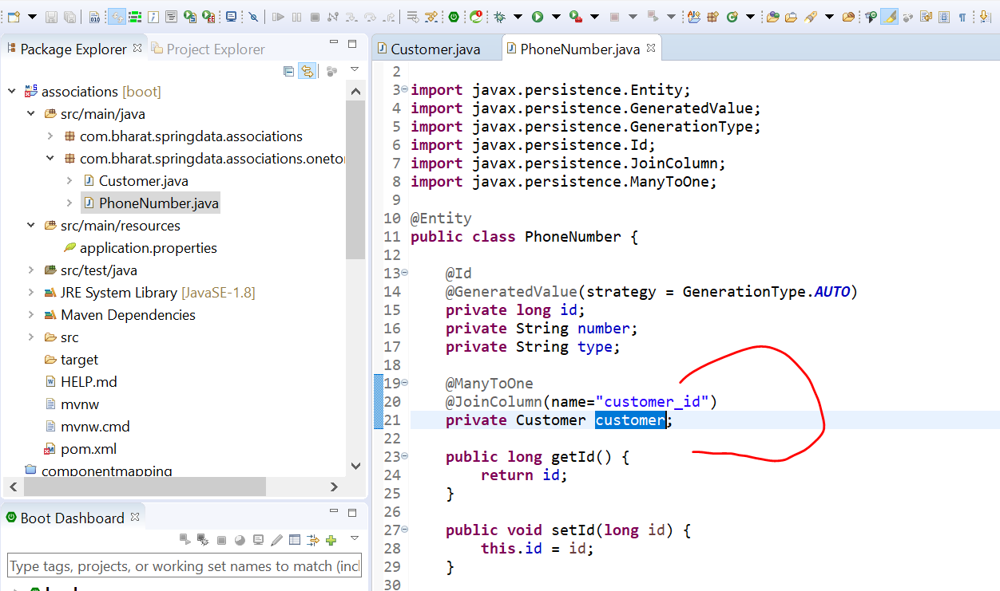 Package Explorer
Project Explorer
associations [boot]
src/main/java
com.bharat.springdata.associations
com.bharat.springdata.associations.oneto
Customer.java
PhoneNumber.java
src/main/resources
application.properties
src/test/java
JRE System Library [JavaSE-1.8]
Maven Dependencies
src
target
HELP.md
mvnw
mvnw.cmd
pom.xml
componentmapping
Boot Dashboard
Type tags, projects, or working set names to match (incl
Customer.java
PhoneNumber.java
2
3 import javax.persistence.Entity;
4 import javax.persistence.GeneratedValue;
5 import javax.persistence.GenerationType;
6 import javax.persistence.Id;
7 import javax.persistence.JoinColumn;
8 import javax.persistence.ManyToOne;
9
10 @Entity
11 public class PhoneNumber {
12
13 @Id
14 @GeneratedValue(strategy = GenerationType.AUTO)
15 private long id;
16 private String number;
17 private String type;
18
19 @ManyToOne
20 @JoinColumn(name="customer_id")
21 private Customer customer;
22
23 public long getId() {
24 return id;
25 }
26
27 public void setId(long id) {
28 this.id = id;
29 }
30